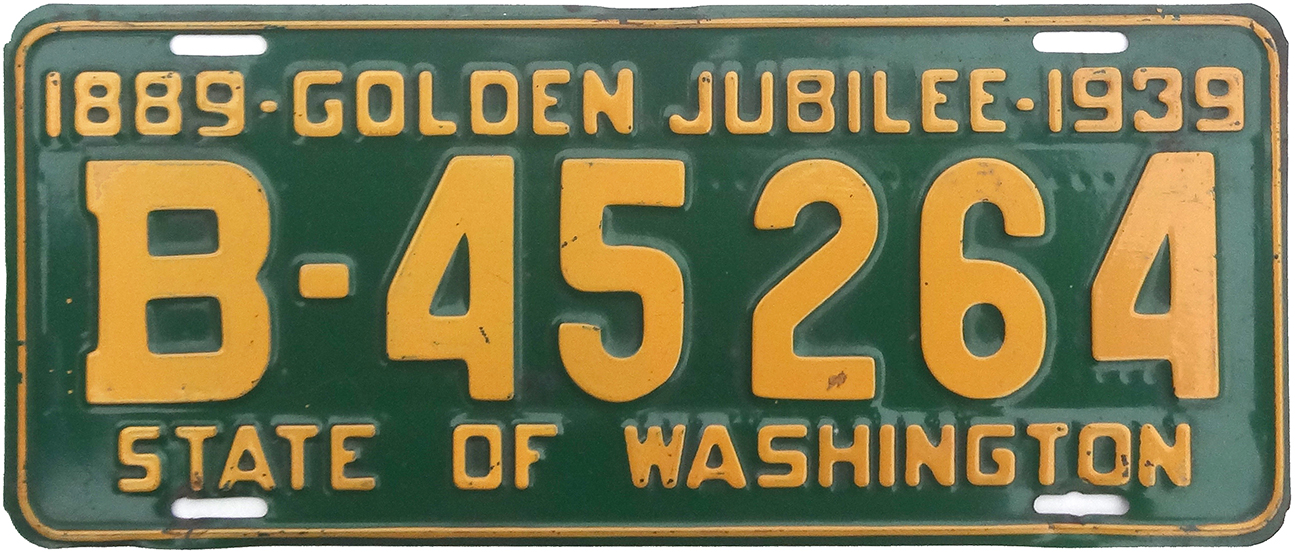 1889-GOLDEN JUBILEE-1939
B-45264
STATE OF WASHINGTON